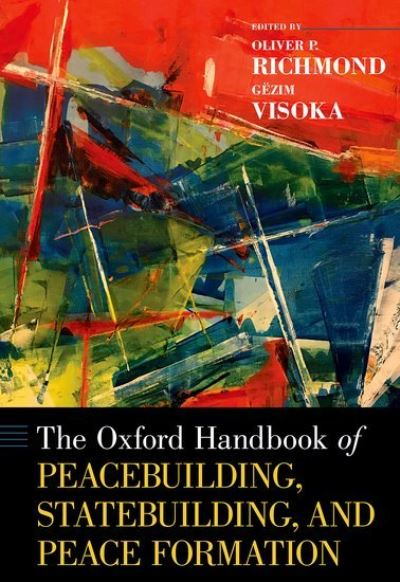 EDITED BY
OLIVER P.
RICHMOND
GËZIM
VISOKA
The Oxford Handbook of
PEACEBUILDING,
STATEBUILDING, AND
PEACE FORMATION